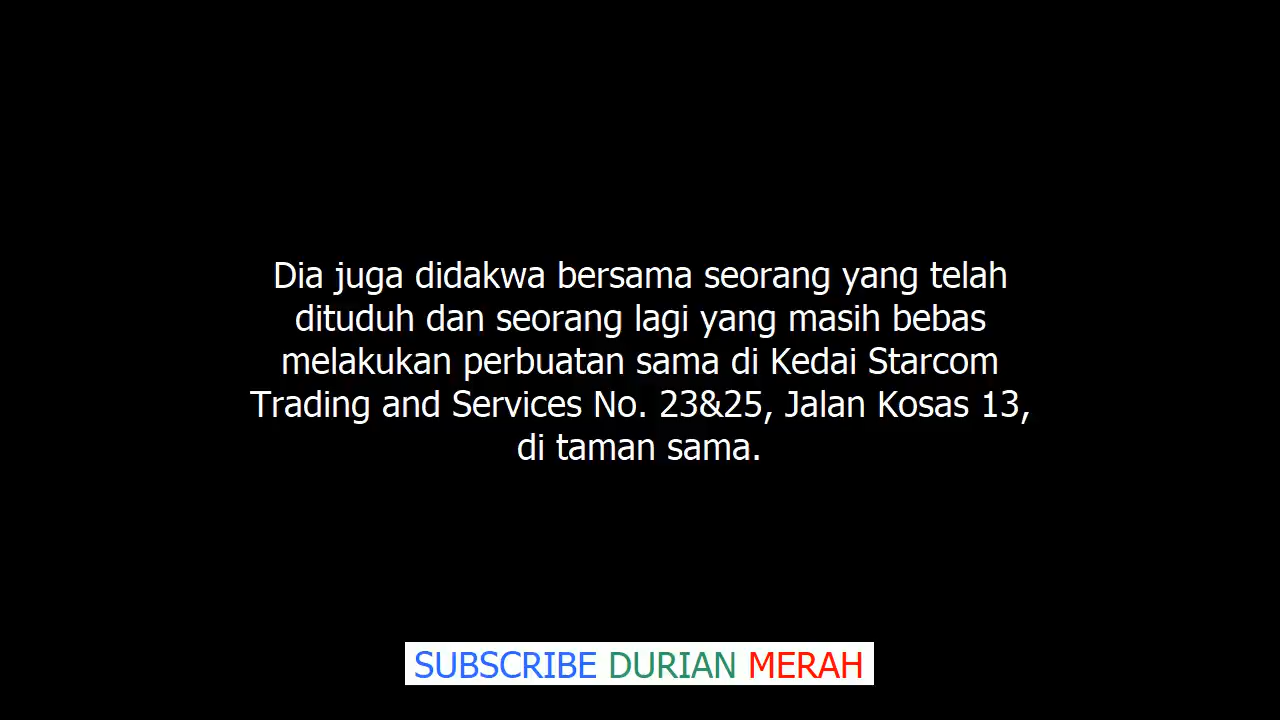 Dia juga didakwa bersama seorang yang telah
dituduh dan seorang lagi yang masih bebas
melakukan perbuatan sama di Kedai Starcom
Trading and Services No. 23&25, Jalan Kosas 13,
di taman sama.
SUBSCRIBE DURIAN MERAH